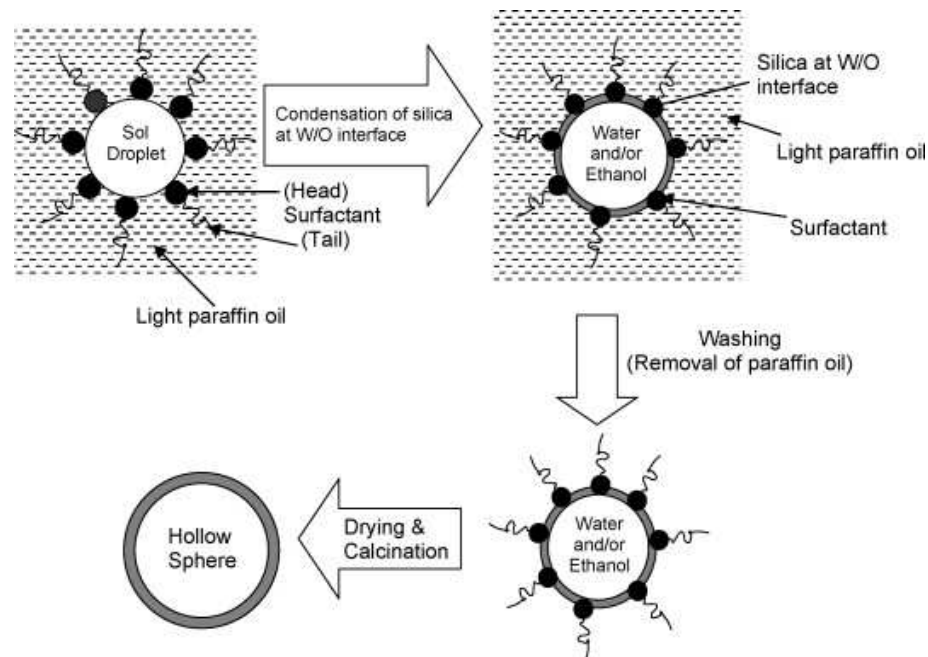 Sol
Droplet
(Head)
Surfactant
(Tail)
Light paraffin oil
Condensation of silica
at W/O interface
Water
and/or
Ethanol
Silica at W/O
interface
Light paraffin oil
Surfactant
Washing
(Removal of paraffin oil)
Water
and/or
Ethanol
Drying &
Calcination
Hollow
Sphere